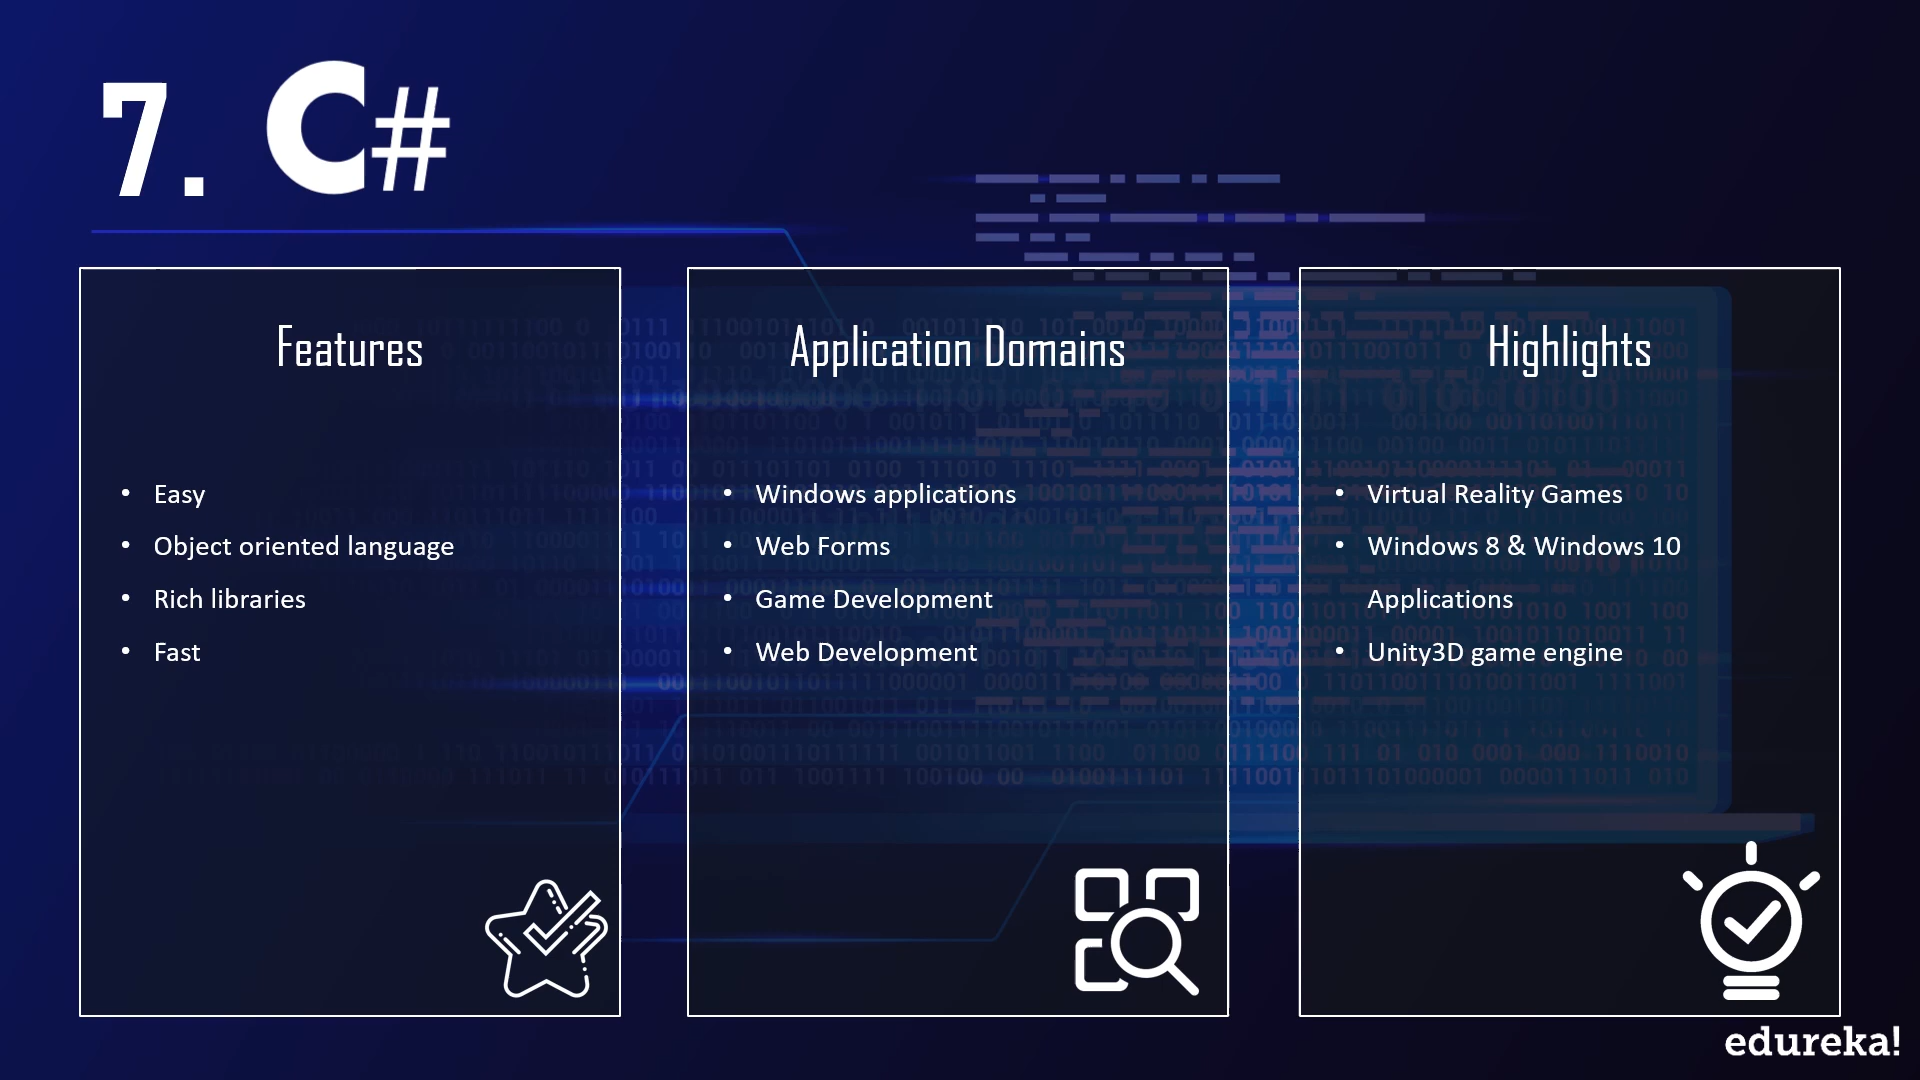 7. C#
Features
• Easy
• Object oriented language
• Rich libraries
• Fast
Application Domains
• Windows applications
• Web Forms
• Game Development
• Web Development
Highlights
• Virtual Reality Games
• Windows 8 & Windows 10
Applications
• Unity3D game engine
edureka!